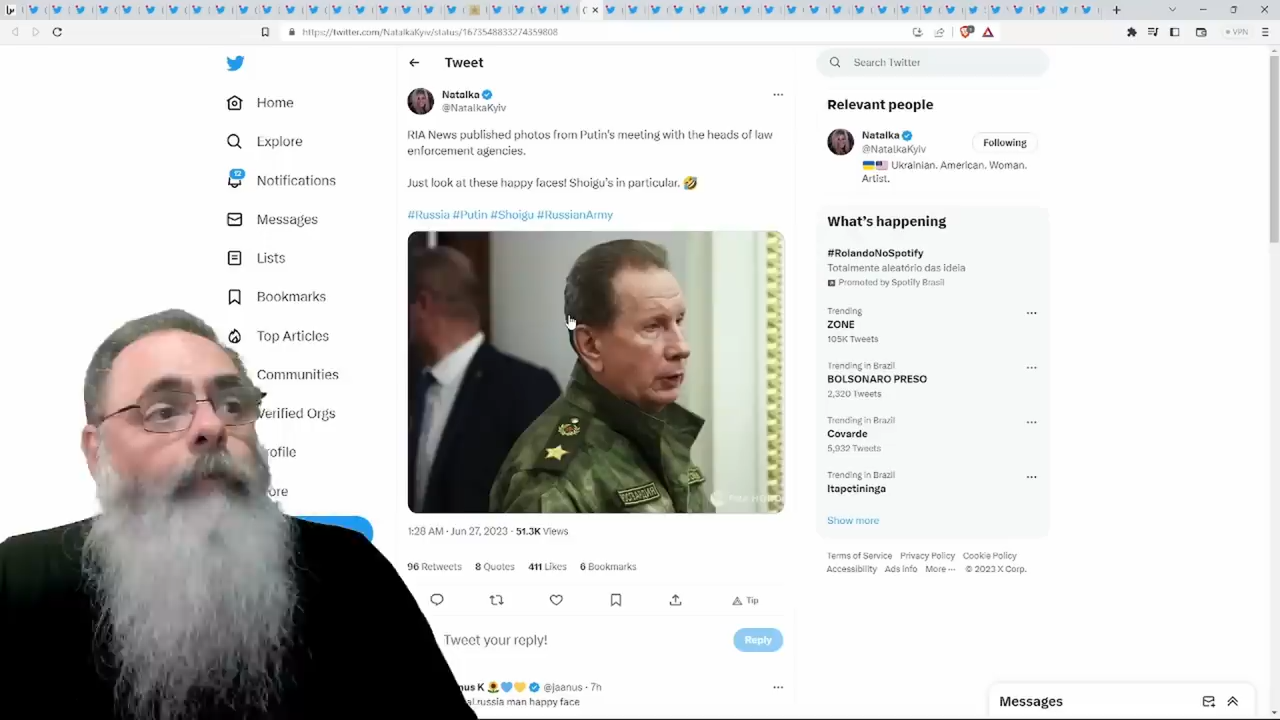 https://twitter.com/NatalkaKyiv/status/1673548833274359808
VPN
Home
Explore
12
Notifications
Messages
Lists
Bookmarks
Top Articles
Communities
Verified Orgs
rofile
ore
Tweet
Natalka
@NatalkaKyiv
RIA News published photos from Putin's meeting with the heads of law
enforcement agencies.
Just look at these happy faces! Shoigu's in particular. 🤣
#Russia #Putin #Shoigu #RussianArmy
1:28 AM · Jun 27, 2023 · 51.3K Views
96 Retweets 8 Quotes 411 Likes 6 Bookmarks
Tip
Tweet your reply!
Reply
nus K 🌻💙💛 @jaanus · 7h
al russia man happy face
Search Twitter
Relevant people
Natalka
@NatalkaKyiv
Following
🇺🇦🇺🇸 Ukrainian. American. Woman.
Artist.
What's happening
#RolandoNoSpotify
Totalmente aleatório das ideia
Promoted by Spotify Brasil
Trending
ZONE
105K Tweets
Trending in Brazil
BOLSONARO PRESO
2,320 Tweets
Trending in Brazil
Covarde
5,932 Tweets
Trending in Brazil
Itapetininga
Show more
Terms of Service Privacy Policy Cookie Policy
Accessibility Ads info More ··· © 2023 X Corp.
Messages